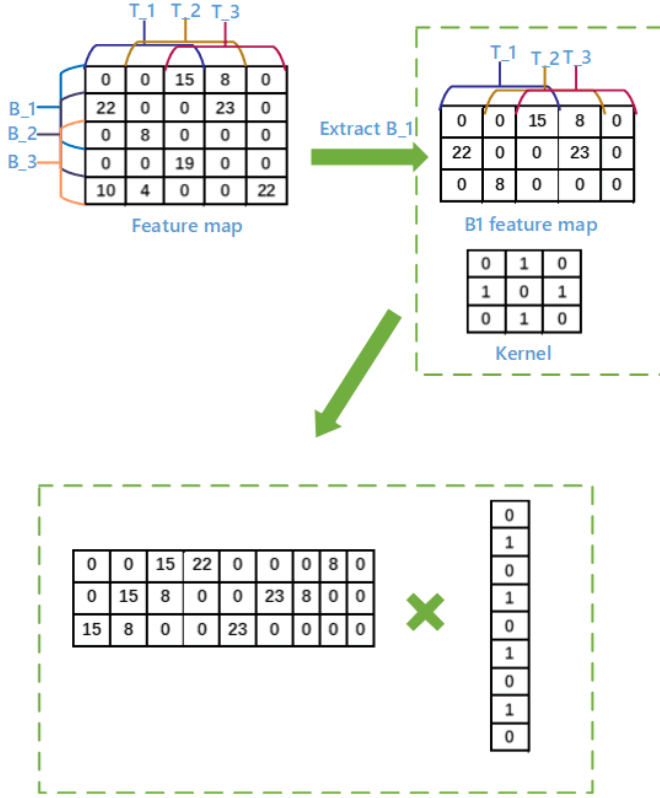 T_1 T_2 T_3
B_1
B_2
B_3
0 0 15 8 0
22 0 0 23 0
0 8 0 0 0
0 0 19 0 0
10 4 0 0 22
Feature map
Extract B_1
T_1 T_2 T_3
0 0 15 8 0
22 0 0 23 0
0 8 0 0 0
B1 feature map
0 1 0
1 0 1
0 1 0
Kernel
0 0 15 22 0 0 0 8 0
0 15 8 0 0 23 8 0 0
15 8 0 0 23 0 0 0 0
0
1
0
1
0
1
0
1
0